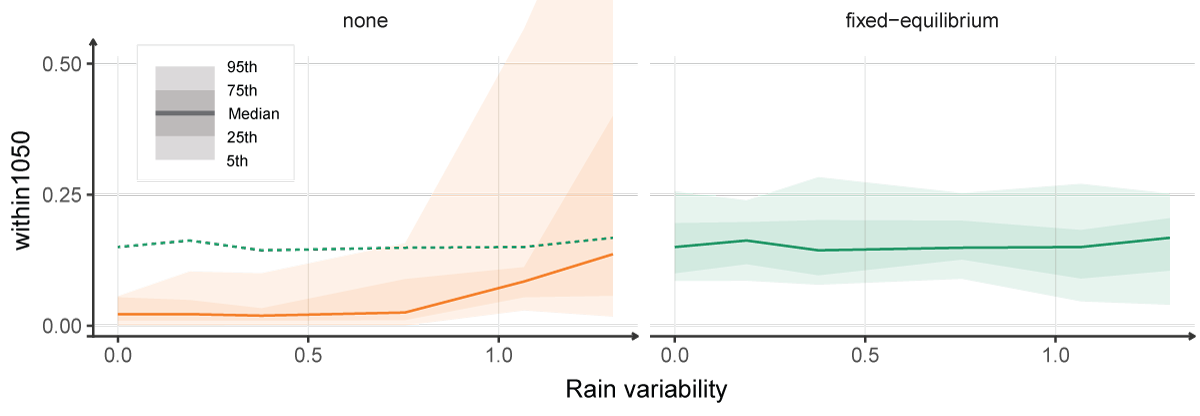 none
fixed−equilibrium
95th
75th
Median
25th
5th
0.50
0.25
0.00
within1050
0.0
0.5
1.0
0.0
0.5
1.0
Rain variability